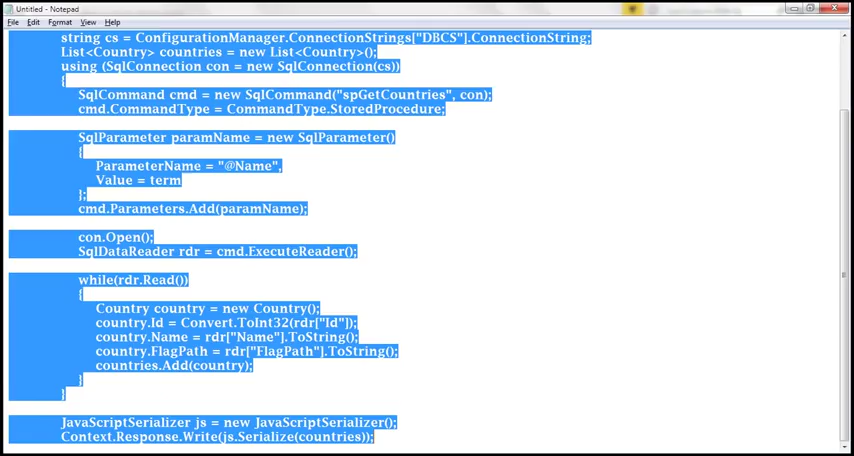 Untitled - Notepad
File Edit Format View Help
string cs = ConfigurationManager.ConnectionStrings["DBCS"].ConnectionString;
List<Country> countries = new List<Country>();
using (SqlConnection con = new SqlConnection(cs))
{
SqlCommand cmd = new SqlCommand("spGetCountries", con);
cmd.CommandType = CommandType.StoredProcedure;
SqlParameter paramName = new SqlParameter()
{
ParameterName = "@Name",
Value = term
};
cmd.Parameters.Add(paramName);
con.Open();
SqlDataReader rdr = cmd.ExecuteReader();
while(rdr.Read())
{
Country country = new Country();
country.Id = Convert.ToInt32(rdr["Id"]);
country.Name = rdr["Name"].ToString();
country.FlagPath = rdr["FlagPath"].ToString();
countries.Add(country);
}
}
JavaScriptSerializer js = new JavaScriptSerializer();
Context.Response.Write(js.Serialize(countries));